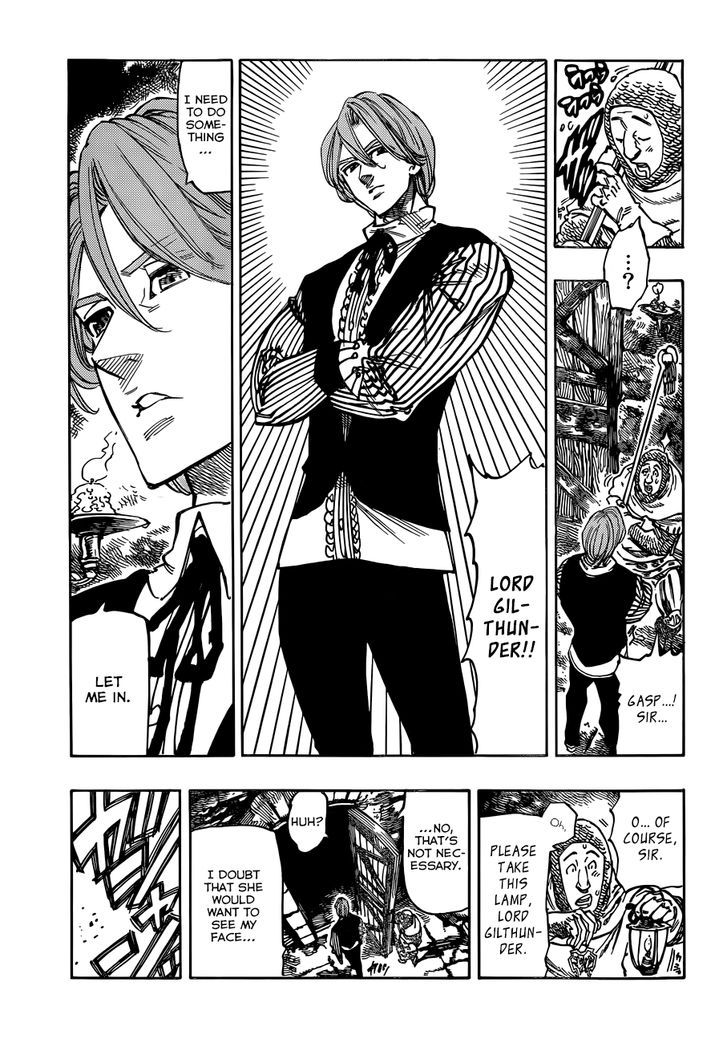 ...?
GASP...!
SIR...
LORD
GIL-
THUN-
DER!!
I NEED
TO DO
SOME-
THING
...
LET
ME IN.
O... OF
COURSE,
SIR.
Oh,
PLEASE
TAKE
THIS
LAMP,
LORD
GILTHUN-
DER.
...NO,
THAT'S
NOT NEC-
ESSARY.
HUH?
I DOUBT
THAT SHE
WOULD
WANT TO
SEE MY
FACE...